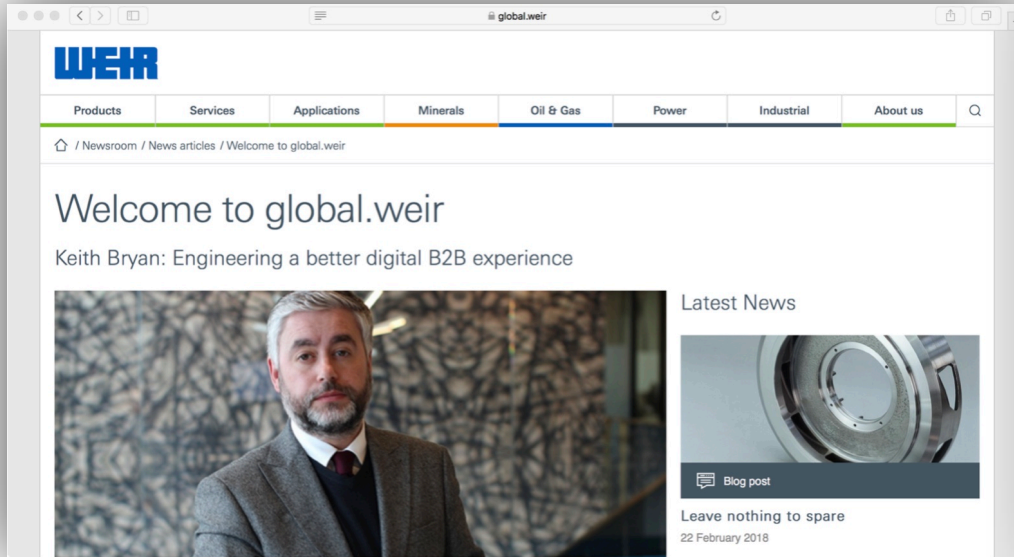 global.weir
WEIR
Products Services Applications Minerals Oil & Gas Power Industrial About us
/ Newsroom / News articles / Welcome to global.weir
Welcome to global.weir
Keith Bryan: Engineering a better digital B2B experience
Latest News
Blog post
Leave nothing to spare
22 February 2018